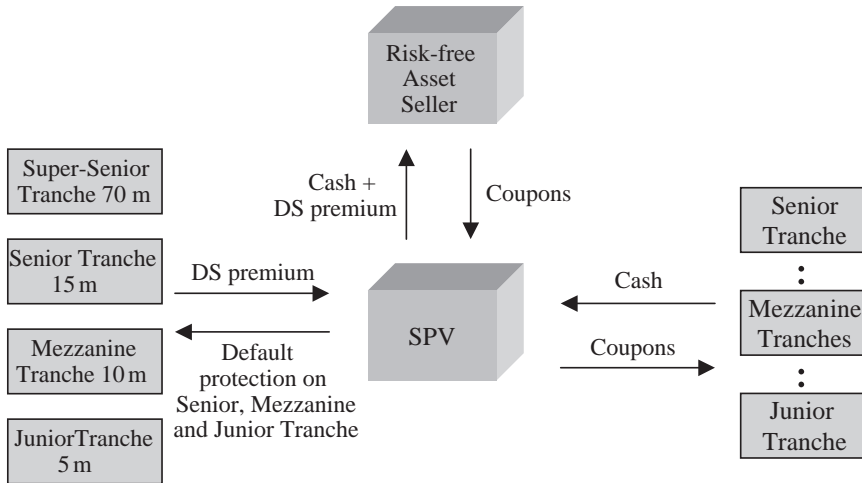 Risk-free
Asset
Seller
Super-Senior
Tranche 70 m
Cash +
DS premium
Coupons
Senior
Tranche
Senior Tranche
15 m
DS premium
Cash
SPV
Mezzanine
Tranches
Mezzanine
Tranche 10 m
Default
protection on
Senior, Mezzanine
and Junior Tranche
Coupons
JuniorTranche
5 m
Junior
Tranche